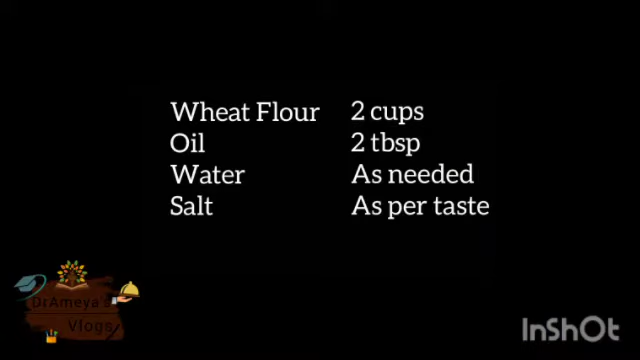 Wheat Flour 2 cups
Oil 2 tbsp
Water As needed
Salt As per taste
DrAmeya's
Vlogs
InShOt